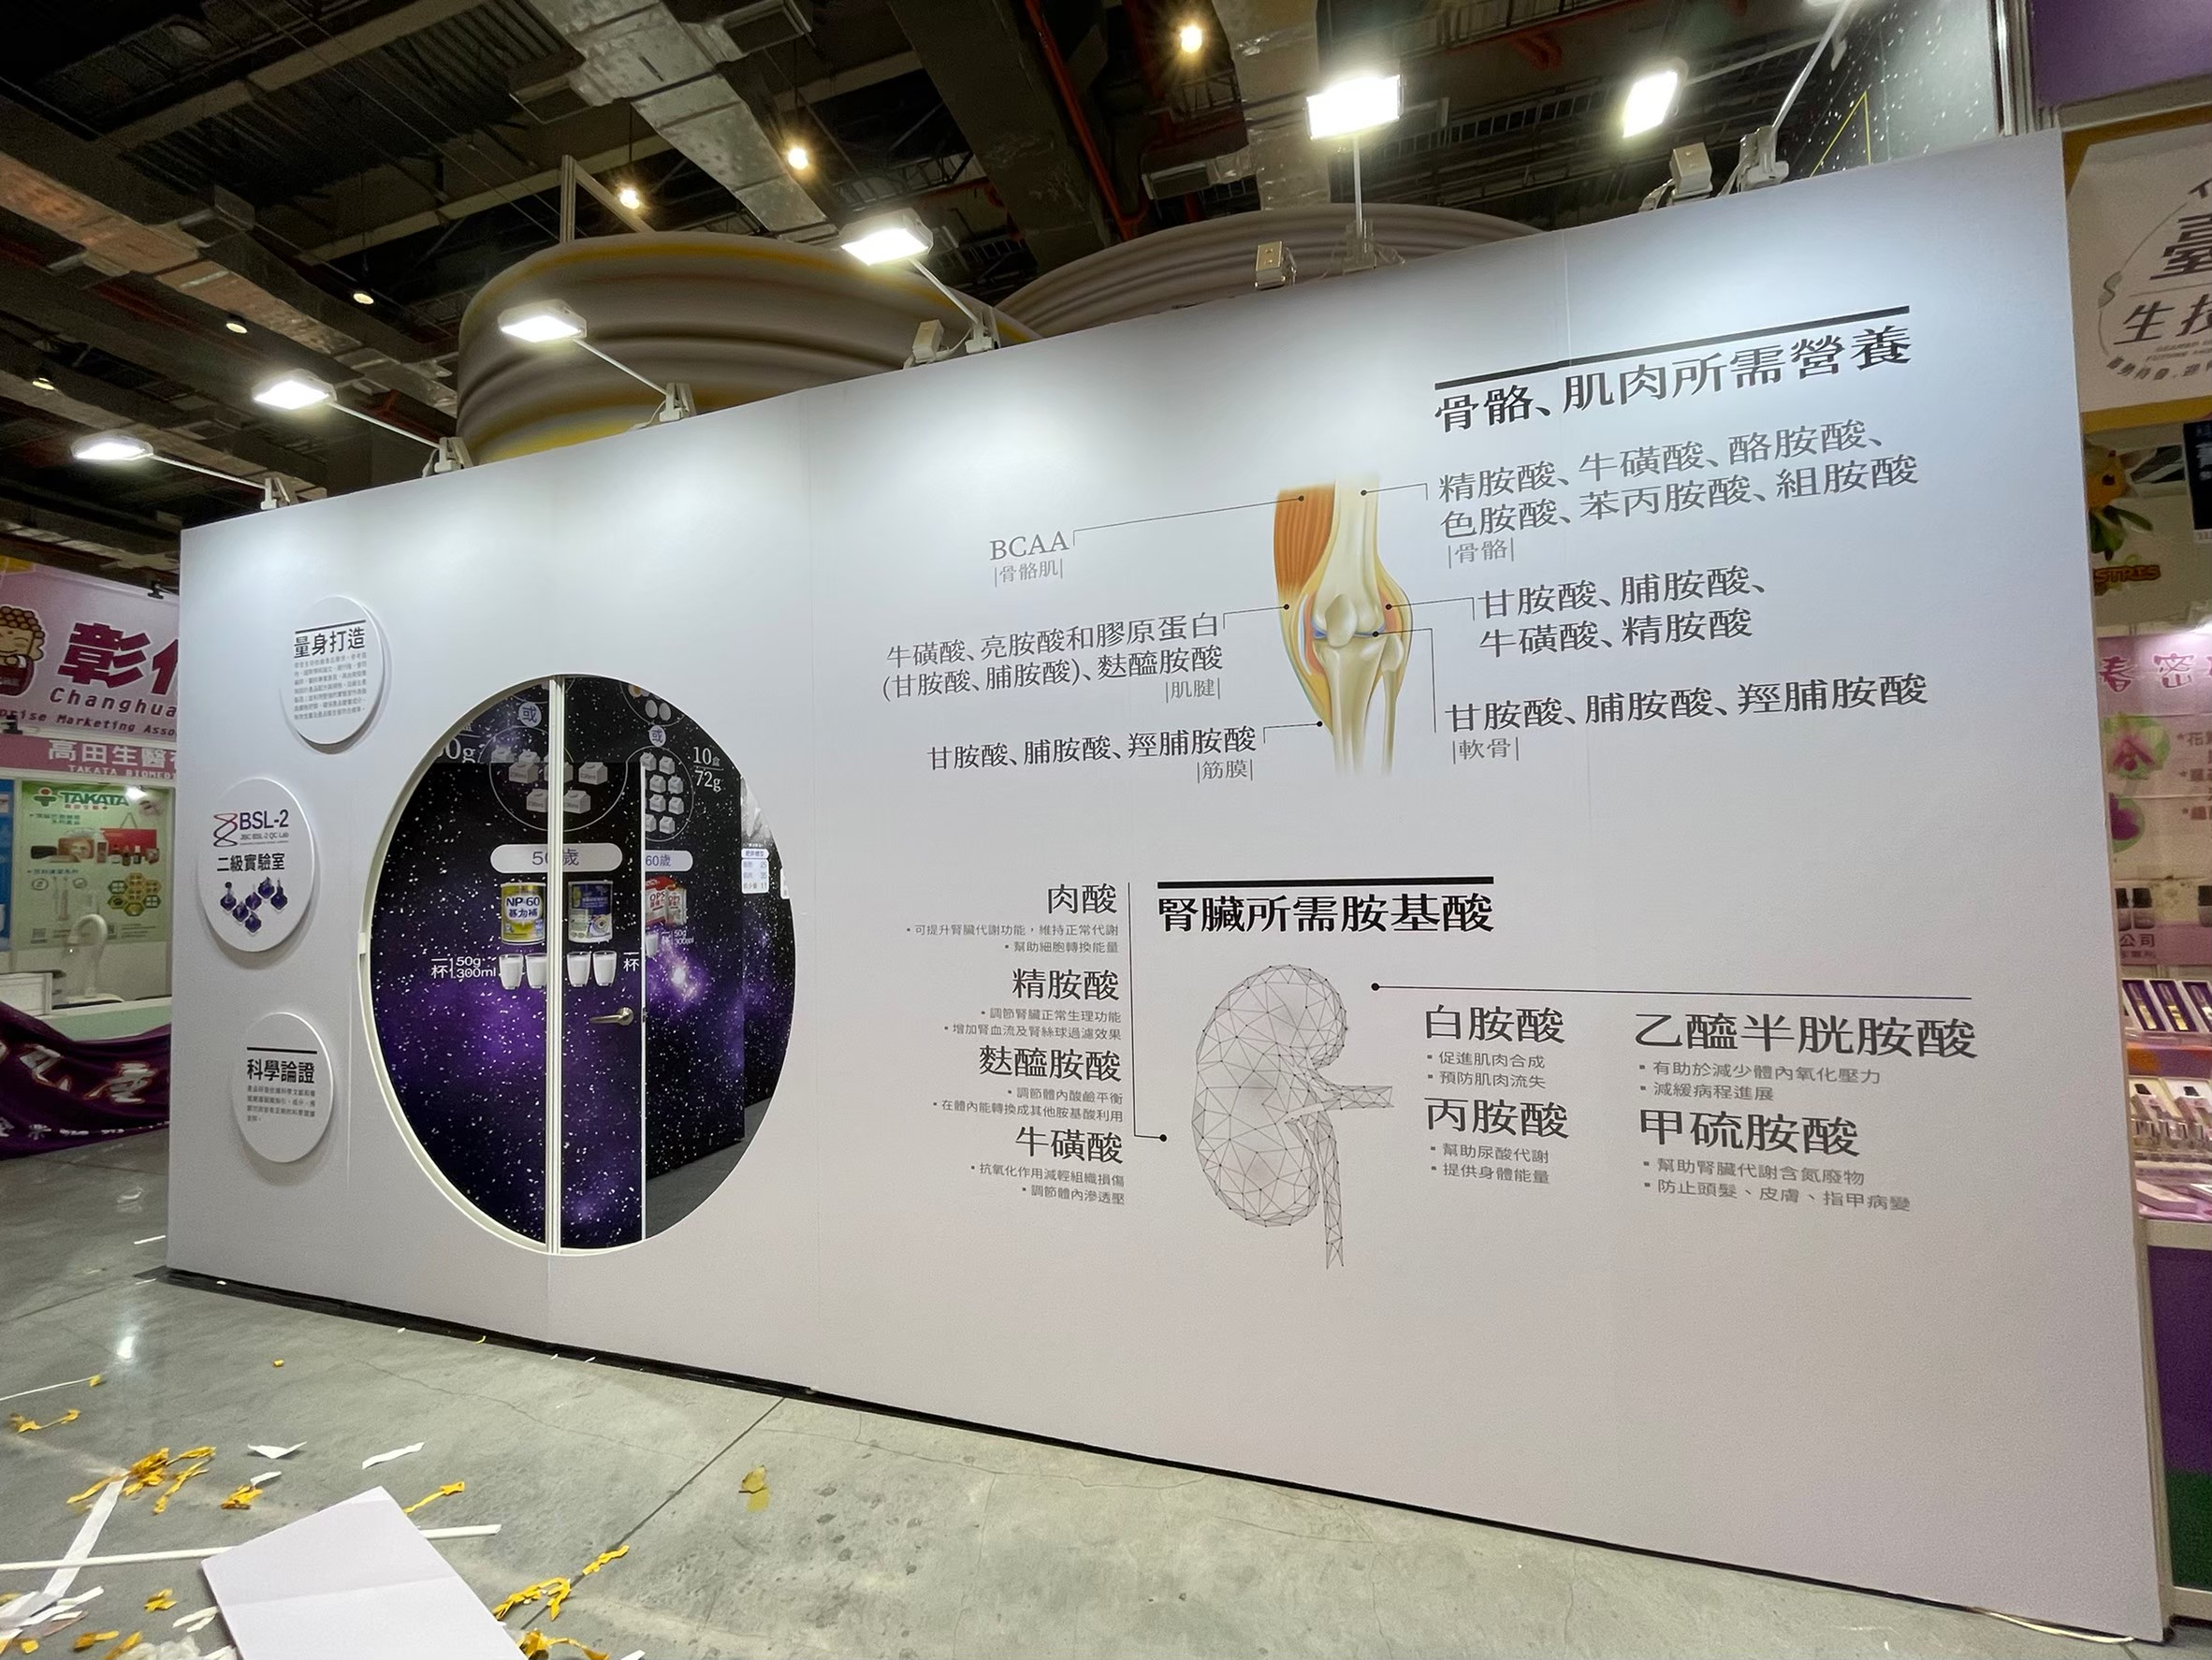 骨骼、肌肉所需營養
精胺酸、牛磺酸、酪胺酸、
色胺酸、苯丙胺酸、組胺酸
|骨骼|
BCAA
|骨骼肌|
甘胺酸、脯胺酸、
牛磺酸、精胺酸
牛磺酸、亮胺酸和膠原蛋白
(甘胺酸、脯胺酸)、麩醯胺酸
|肌腱|
甘胺酸、脯胺酸、羥脯胺酸
|軟骨|
甘胺酸、脯胺酸、羥脯胺酸
|筋膜|
腎臟所需胺基酸
肉酸
▪可提升腎臟代謝功能，維持正常代謝
▪幫助細胞轉換能量
精胺酸
▪調節腎臟正常生理功能
▪增加腎血流及腎絲球過濾效果
麩醯胺酸
▪調節體內酸鹼平衡
▪在體內能轉換成其他胺基酸利用
牛磺酸
▪抗氧化作用減輕組織損傷
▪調節體內滲透壓
白胺酸
▪促進肌肉合成
▪預防肌肉流失
丙胺酸
▪幫助尿酸代謝
▪提供身體能量
乙醯半胱胺酸
▪有助於減少體內氧化壓力
▪減緩病程進展
甲硫胺酸
▪幫助腎臟代謝含氮廢物
▪防止頭髮、皮膚、指甲病變
量身打造
BSL-2
JBC BSL-2 QC Lab
二級實驗室
科學論證
或
或
0g
10盒
72g
50歲
60歲
NP-60
一杯 50g 300ml
Changhua
高田生醫
TAKATA BIOMED
TAKATA
生技